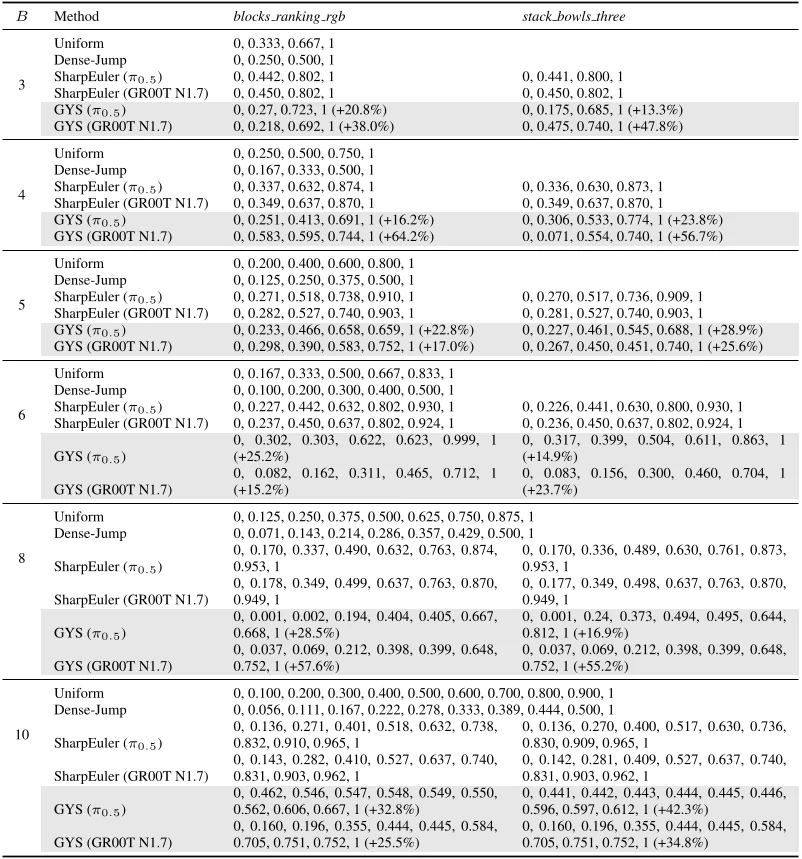 B Method blocks_ranking_rgb stack_bowls_three
3
Uniform 0, 0.333, 0.667, 1
Dense-Jump 0, 0.250, 0.500, 1
SharpEuler (π0.5) 0, 0.442, 0.802, 1 0, 0.441, 0.800, 1
SharpEuler (GR00T N1.7) 0, 0.450, 0.802, 1 0, 0.450, 0.802, 1
GYS (π0.5) 0, 0.27, 0.723, 1 (+20.8%) 0, 0.175, 0.685, 1 (+13.3%)
GYS (GR00T N1.7) 0, 0.218, 0.692, 1 (+38.0%) 0, 0.475, 0.740, 1 (+47.8%)
4
Uniform 0, 0.250, 0.500, 0.750, 1
Dense-Jump 0, 0.167, 0.333, 0.500, 1
SharpEuler (π0.5) 0, 0.337, 0.632, 0.874, 1 0, 0.336, 0.630, 0.873, 1
SharpEuler (GR00T N1.7) 0, 0.349, 0.637, 0.870, 1 0, 0.349, 0.637, 0.870, 1
GYS (π0.5) 0, 0.251, 0.413, 0.691, 1 (+16.2%) 0, 0.306, 0.533, 0.774, 1 (+23.8%)
GYS (GR00T N1.7) 0, 0.583, 0.595, 0.744, 1 (+64.2%) 0, 0.071, 0.554, 0.740, 1 (+56.7%)
5
Uniform 0, 0.200, 0.400, 0.600, 0.800, 1
Dense-Jump 0, 0.125, 0.250, 0.375, 0.500, 1
SharpEuler (π0.5) 0, 0.271, 0.518, 0.738, 0.910, 1 0, 0.270, 0.517, 0.736, 0.909, 1
SharpEuler (GR00T N1.7) 0, 0.282, 0.527, 0.740, 0.903, 1 0, 0.281, 0.527, 0.740, 0.903, 1
GYS (π0.5) 0, 0.233, 0.466, 0.658, 0.659, 1 (+22.8%) 0, 0.227, 0.461, 0.545, 0.688, 1 (+28.9%)
GYS (GR00T N1.7) 0, 0.298, 0.390, 0.583, 0.752, 1 (+17.0%) 0, 0.267, 0.450, 0.451, 0.740, 1 (+25.6%)
6
Uniform 0, 0.167, 0.333, 0.500, 0.667, 0.833, 1
Dense-Jump 0, 0.100, 0.200, 0.300, 0.400, 0.500, 1
SharpEuler (π0.5) 0, 0.227, 0.442, 0.632, 0.802, 0.930, 1 0, 0.226, 0.441, 0.630, 0.800, 0.930, 1
SharpEuler (GR00T N1.7) 0, 0.237, 0.450, 0.637, 0.802, 0.924, 1 0, 0.236, 0.450, 0.637, 0.802, 0.924, 1
0, 0.302, 0.303, 0.622, 0.623, 0.999, 1 0, 0.317, 0.399, 0.504, 0.611, 0.863, 1
GYS (π0.5) (+25.2%) (+14.9%)
0, 0.082, 0.162, 0.311, 0.465, 0.712, 1 0, 0.083, 0.156, 0.300, 0.460, 0.704, 1
GYS (GR00T N1.7) (+15.2%) (+23.7%)
8
Uniform 0, 0.125, 0.250, 0.375, 0.500, 0.625, 0.750, 0.875, 1
Dense-Jump 0, 0.071, 0.143, 0.214, 0.286, 0.357, 0.429, 0.500, 1
0, 0.170, 0.337, 0.490, 0.632, 0.763, 0.874, 0, 0.170, 0.336, 0.489, 0.630, 0.761, 0.873,
SharpEuler (π0.5) 0.953, 1 0.953, 1
0, 0.178, 0.349, 0.499, 0.637, 0.763, 0.870, 0, 0.177, 0.349, 0.498, 0.637, 0.763, 0.870,
SharpEuler (GR00T N1.7) 0.949, 1 0.949, 1
0, 0.001, 0.002, 0.194, 0.404, 0.405, 0.667, 0, 0.001, 0.24, 0.373, 0.494, 0.495, 0.644,
GYS (π0.5) 0.668, 1 (+28.5%) 0.812, 1 (+16.9%)
0, 0.037, 0.069, 0.212, 0.398, 0.399, 0.648, 0, 0.037, 0.069, 0.212, 0.398, 0.399, 0.648,
GYS (GR00T N1.7) 0.752, 1 (+57.6%) 0.752, 1 (+55.2%)
10
Uniform 0, 0.100, 0.200, 0.300, 0.400, 0.500, 0.600, 0.700, 0.800, 0.900, 1
Dense-Jump 0, 0.056, 0.111, 0.167, 0.222, 0.278, 0.333, 0.389, 0.444, 0.500, 1
0, 0.136, 0.271, 0.401, 0.518, 0.632, 0.738, 0, 0.136, 0.270, 0.400, 0.517, 0.630, 0.736,
SharpEuler (π0.5) 0.832, 0.910, 0.965, 1 0.830, 0.909, 0.965, 1
0, 0.143, 0.282, 0.410, 0.527, 0.637, 0.740, 0, 0.142, 0.281, 0.409, 0.527, 0.637, 0.740,
SharpEuler (GR00T N1.7) 0.831, 0.903, 0.962, 1 0.831, 0.903, 0.962, 1
0, 0.462, 0.546, 0.547, 0.548, 0.549, 0.550, 0, 0.441, 0.442, 0.443, 0.444, 0.445, 0.446,
GYS (π0.5) 0.562, 0.606, 0.667, 1 (+32.8%) 0.596, 0.597, 0.612, 1 (+42.3%)
0, 0.160, 0.196, 0.355, 0.444, 0.445, 0.584, 0, 0.160, 0.196, 0.355, 0.444, 0.445, 0.584,
GYS (GR00T N1.7) 0.705, 0.751, 0.752, 1 (+25.5%) 0.705, 0.751, 0.752, 1 (+34.8%)